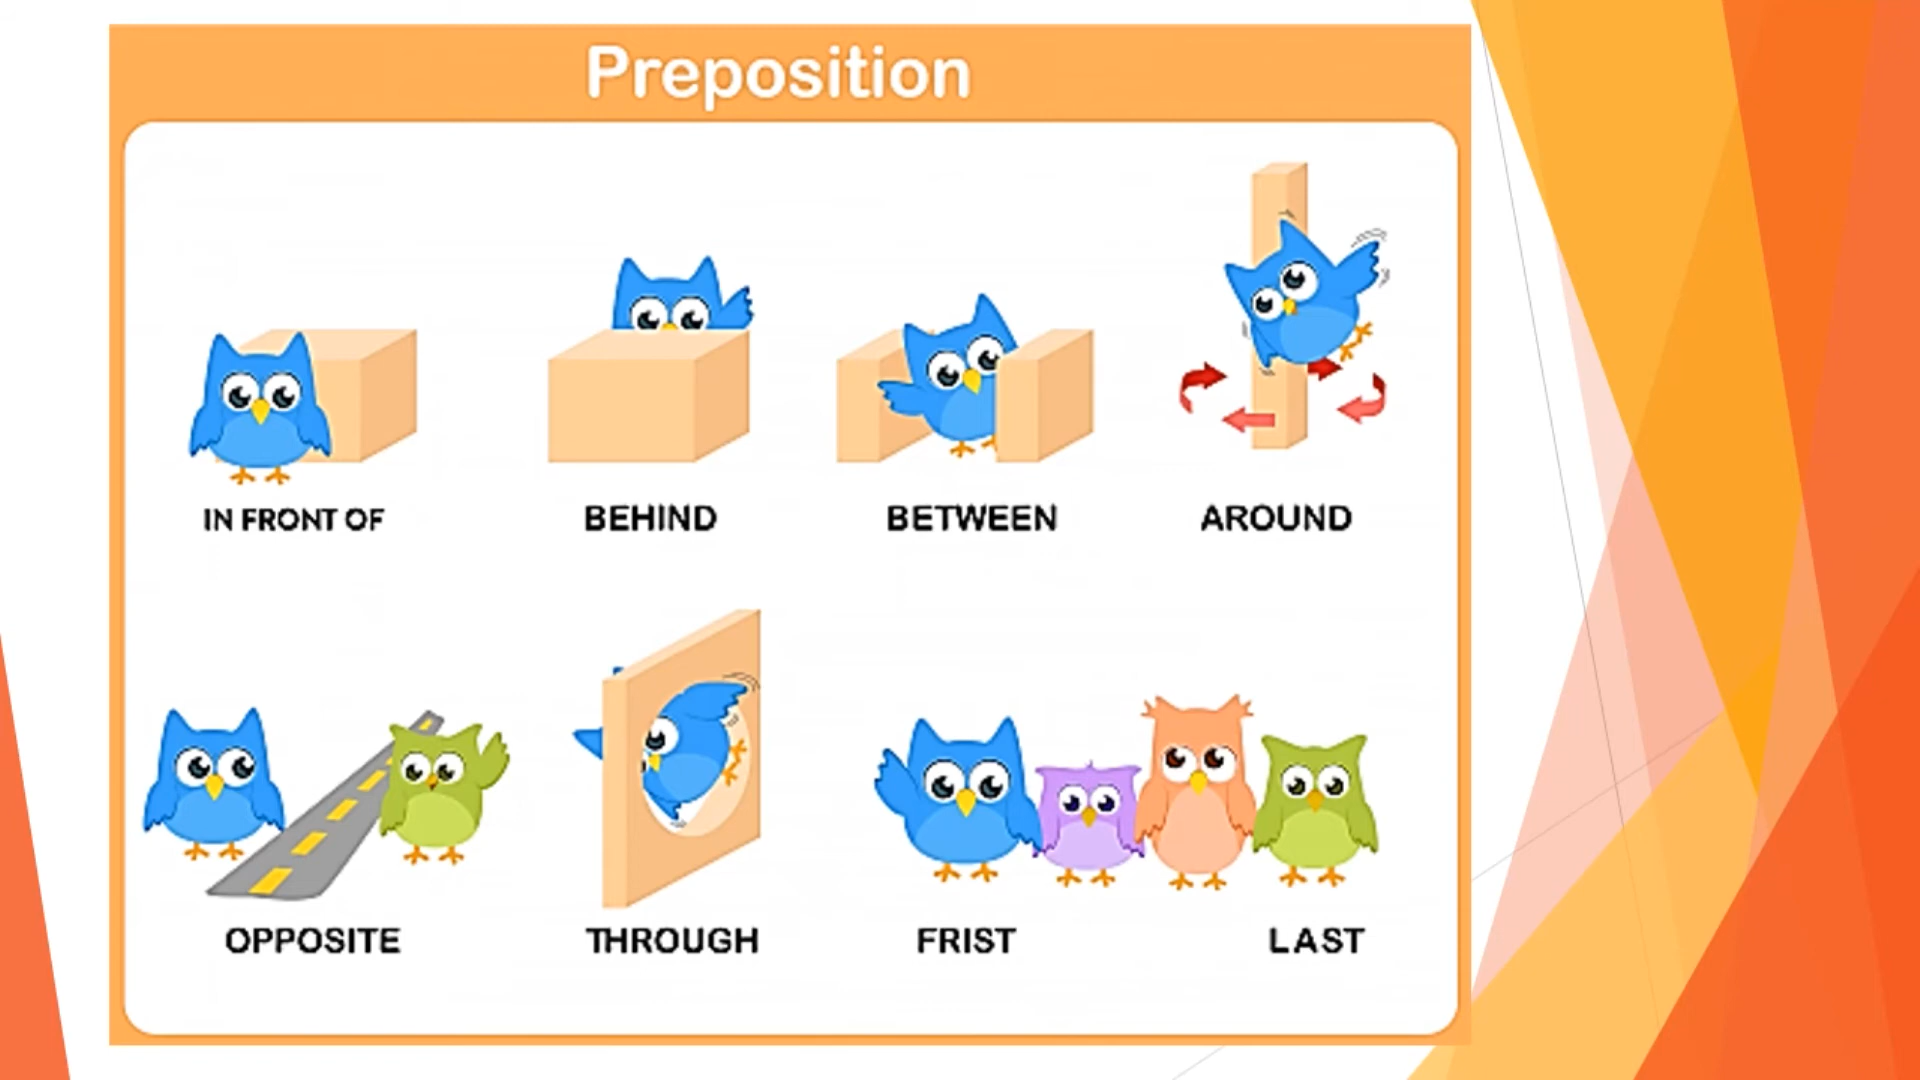 Preposition
IN FRONT OF
BEHIND
BETWEEN
AROUND
OPPOSITE
THROUGH
FRIST
LAST